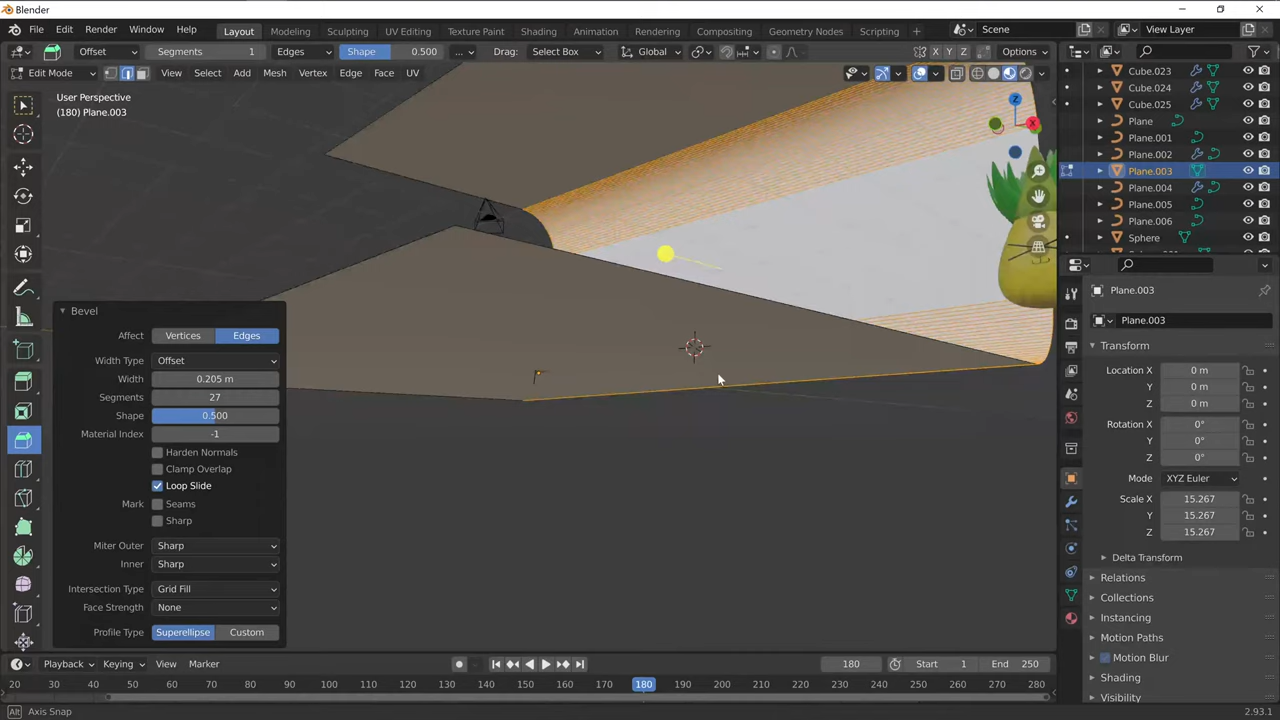 Blender
File Edit Render Window Help Layout Modeling Sculpting UV Editing Texture Paint Shading Animation Rendering Compositing Geometry Nodes Scripting + Scene View Layer
Offset Segments 1 Edges Shape 0.500 ... Drag: Select Box Global X Y Z Options
Edit Mode View Select Add Mesh Vertex Edge Face UV
User Perspective
(180) Plane.003
Z
X
Cube.023
Cube.024
Cube.025
Plane
Plane.001
Plane.002
Plane.003
Plane.004
Plane.005
Plane.006
Sphere
Bevel
Affect Vertices Edges
Width Type Offset
Width 0.205 m
Segments 27
Shape 0.500
Material Index -1
Harden Normals
Clamp Overlap
Loop Slide
Mark Seams
Sharp
Miter Outer Sharp
Inner Sharp
Intersection Type Grid Fill
Face Strength None
Profile Type Superellipse Custom
Plane.003
Plane.003
Transform
Location X 0 m
Y 0 m
Z 0 m
Rotation X 0°
Y 0°
Z 0°
Mode XYZ Euler
Scale X 15.267
Y 15.267
Z 15.267
Delta Transform
Relations
Collections
Instancing
Motion Paths
Motion Blur
Shading
Visibility
Playback Keying View Marker 180 Start 1 End 250
20 30 40 50 60 70 80 90 100 110 120 130 140 150 160 170 180 190 200 210 220 230 240 250 260 270 280
Alt Axis Snap 2.93.1